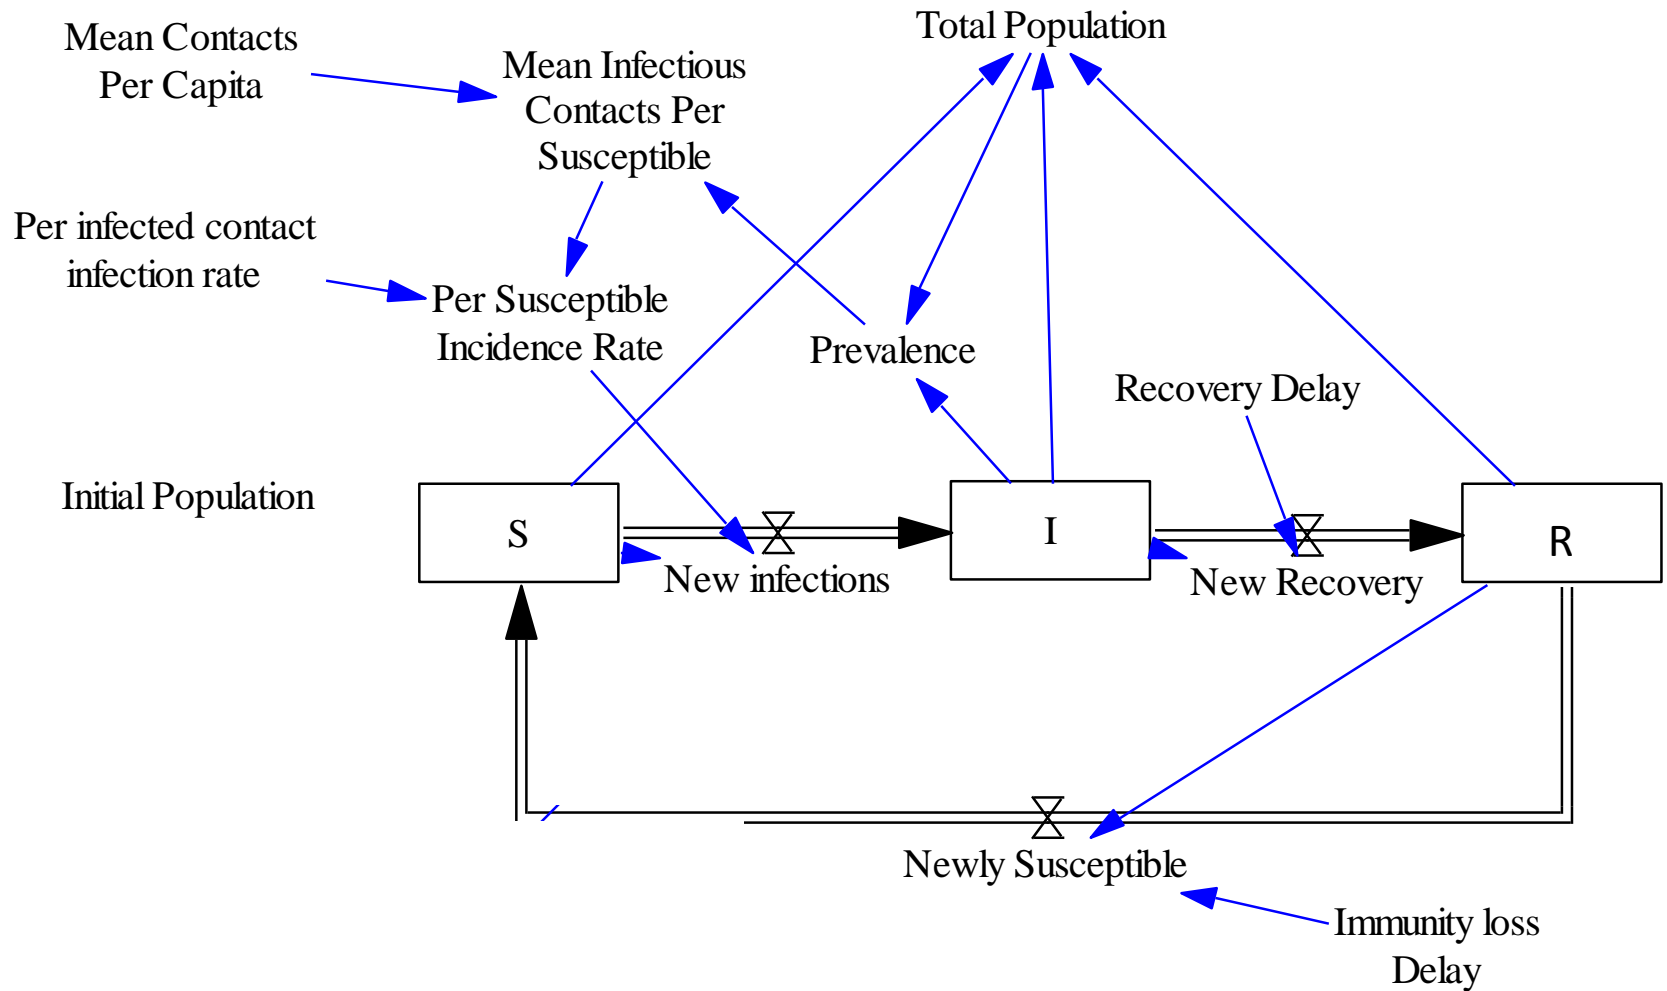 Total Population
Mean Contacts
Per Capita
Mean Infectious
Contacts Per
Susceptible
Per infected contact
infection rate
Per Susceptible
Incidence Rate
Prevalence
Recovery Delay
Initial Population
S
I
R
New infections
New Recovery
Newly Susceptible
Immunity loss
Delay